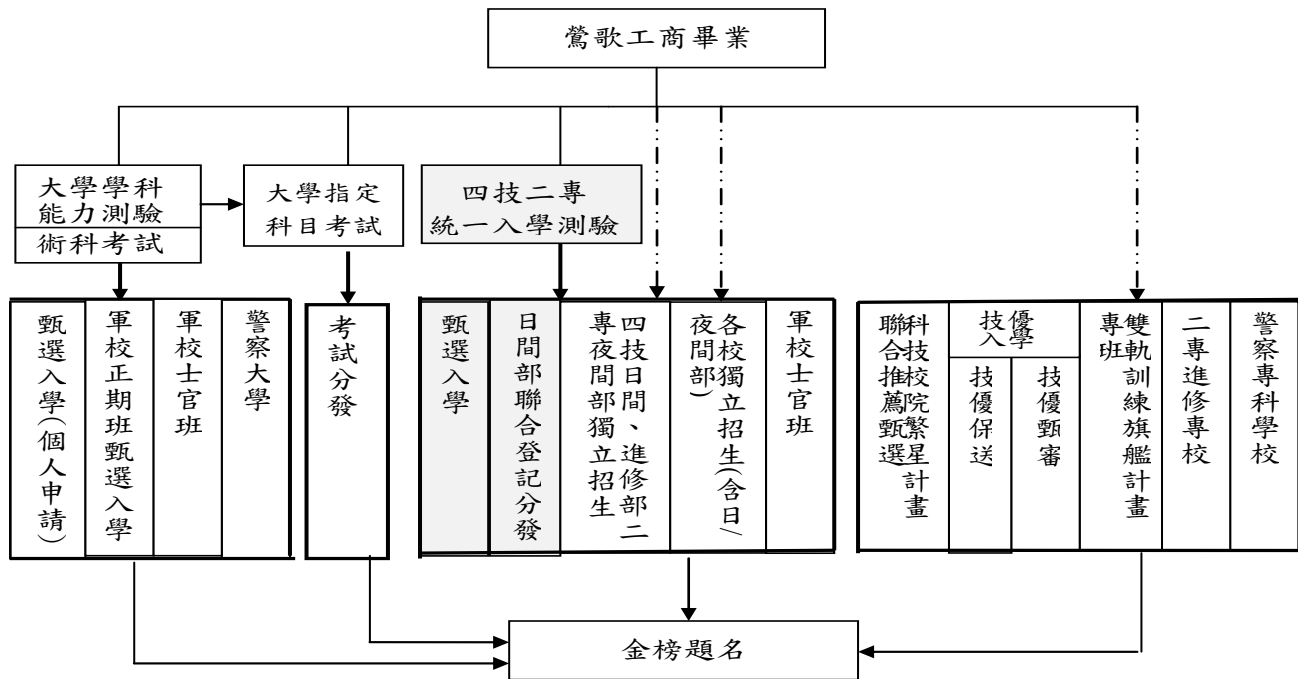 鶯歌工商畢業
大學學科
能力測驗
術科考試
大學指定
科目考試
四技二專
統一入學測驗
甄選入學(個人申請)
軍校正期班甄選入學
軍校士官班
警察大學
考試分發
甄選入學
日間部聯合登記分發
四技日間、進修部二
專夜間部獨立招生
各校獨立招生(含日/
夜間部)
軍校士官班
科技校院繁星計畫
聯合推薦甄選
技優
入學
技優保送
技優甄審
雙軌訓練旗艦計畫
專班
二專進修專校
警察專科學校
金榜題名